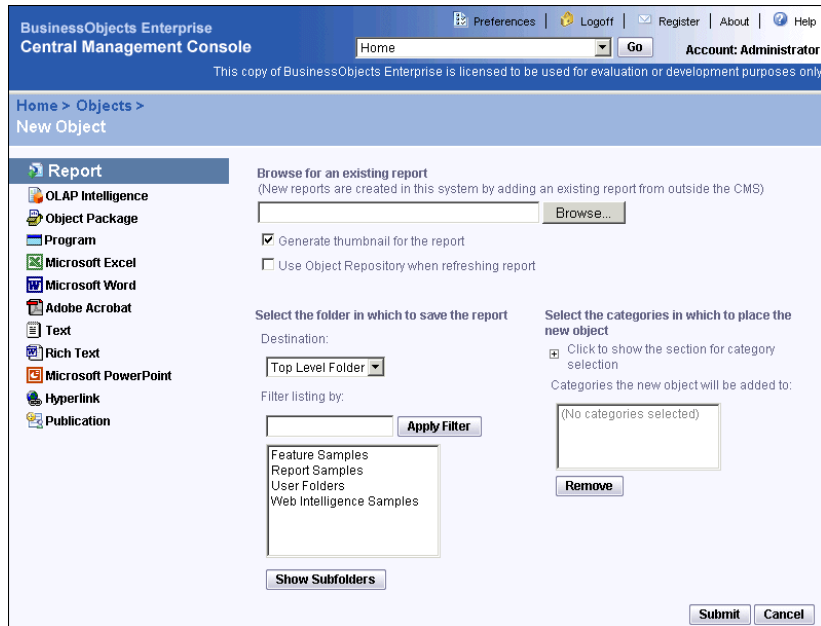 BusinessObjects Enterprise
Central Management Console
Preferences | Logoff | Register | About | Help
Home Go Account: Administrator
This copy of BusinessObjects Enterprise is licensed to be used for evaluation or development purposes only
Home > Objects >
New Object
Report
OLAP Intelligence
Object Package
Program
Microsoft Excel
Microsoft Word
Adobe Acrobat
Text
Rich Text
Microsoft PowerPoint
Hyperlink
Publication
Browse for an existing report
(New reports are created in this system by adding an existing report from outside the CMS)
Browse...
Generate thumbnail for the report
Use Object Repository when refreshing report
Select the folder in which to save the report
Destination:
Top Level Folder
Filter listing by:
Apply Filter
Feature Samples
Report Samples
User Folders
Web Intelligence Samples
Show Subfolders
Select the categories in which to place the
new object
Click to show the section for category
selection
Categories the new object will be added to:
(No categories selected)
Remove
Submit Cancel